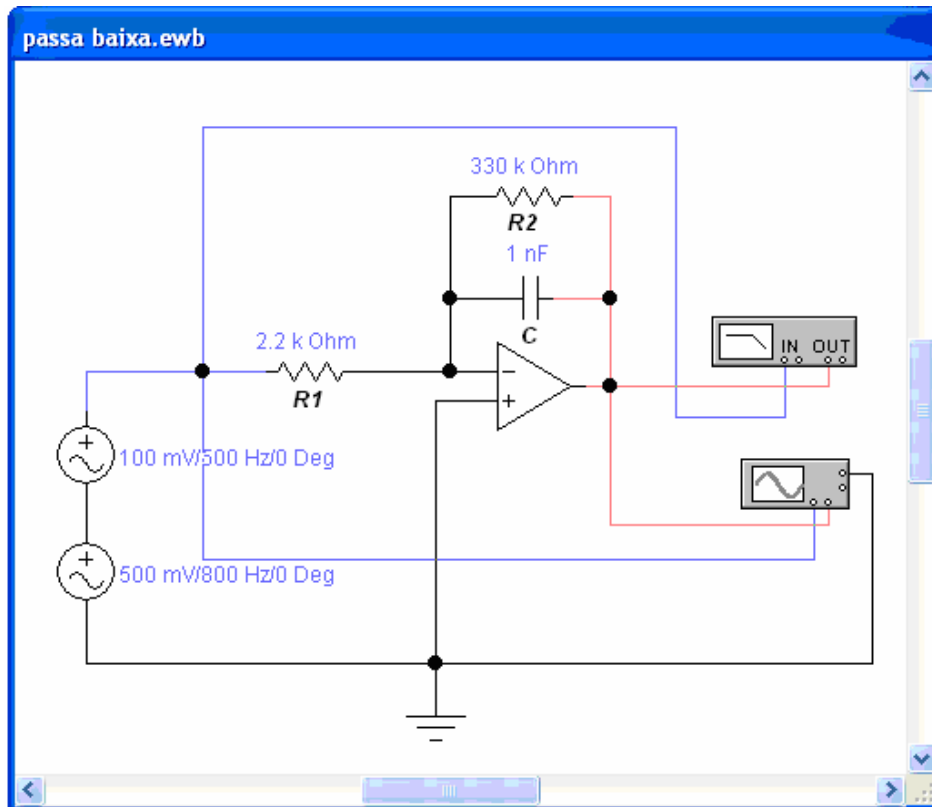 passa baixa.ewb
330 k Ohm
R2
1 nF
C
2.2 k Ohm
R1
IN OUT
100 mV/500 Hz/0 Deg
500 mV/800 Hz/0 Deg